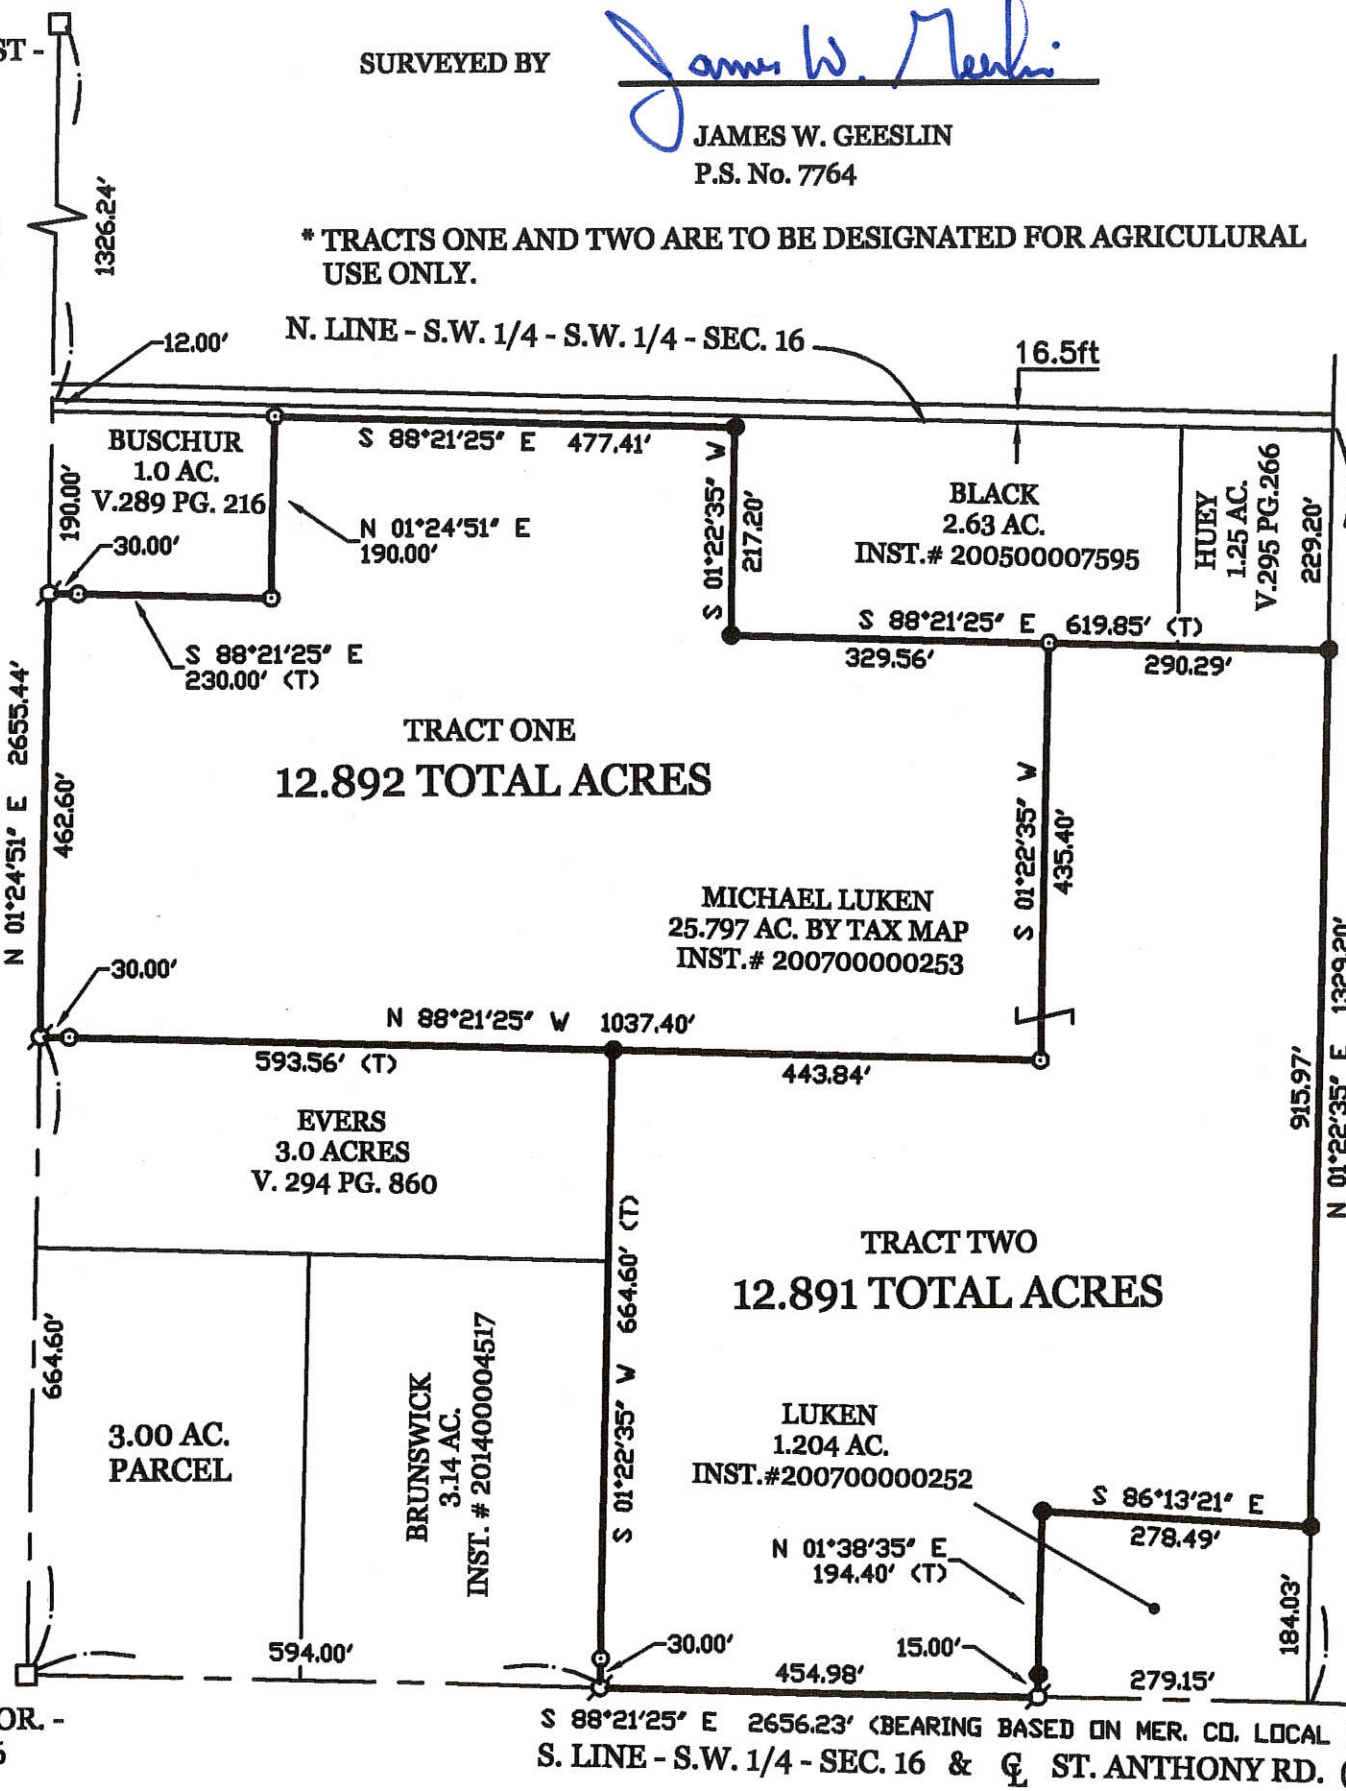 ST -
SURVEYED BY
James W. Geeslin
JAMES W. GEESLIN
P.S. No. 7764
1326.24'
* TRACTS ONE AND TWO ARE TO BE DESIGNATED FOR AGRICULURAL
USE ONLY.
N. LINE - S.W. 1/4 - S.W. 1/4 - SEC. 16
12.00'
16.5ft
BUSCHUR
1.0 AC.
V.289 PG. 216
190.00'
S 88°21'25" E 477.41'
N 01°24'51" E
190.00'
30.00'
S 88°21'25" E
230.00' (T)
S 01°22'35" W
217.20'
BLACK
2.63 AC.
INST.# 200500007595
HUEY
1.25 AC.
V.295 PG.266
229.20'
S 88°21'25" E 619.85' (T)
329.56'
290.29'
N 01°24'51" E 2655.44'
462.60'
TRACT ONE
12.892 TOTAL ACRES
S 01°22'35" W
435.40'
MICHAEL LUKEN
25.797 AC. BY TAX MAP
INST.# 200700000253
30.00'
N 88°21'25" W 1037.40'
593.56' (T)
443.84'
915.97'
N 01°22'35" E 1329.20'
EVERS
3.0 ACRES
V. 294 PG. 860
S 01°22'35" W 664.60' (T)
TRACT TWO
12.891 TOTAL ACRES
664.60'
3.00 AC.
PARCEL
BRUNSWICK
3.14 AC.
INST. # 201400004517
LUKEN
1.204 AC.
INST.#200700000252
S 86°13'21" E
278.49'
N 01°38'35" E
194.40' (T)
184.03'
594.00'
30.00'
15.00'
454.98'
279.15'
OR. -
S 88°21'25" E 2656.23' (BEARING BASED ON MER. CO. LOCAL
S. LINE - S.W. 1/4 - SEC. 16 & ℄ ST. ANTHONY RD. (